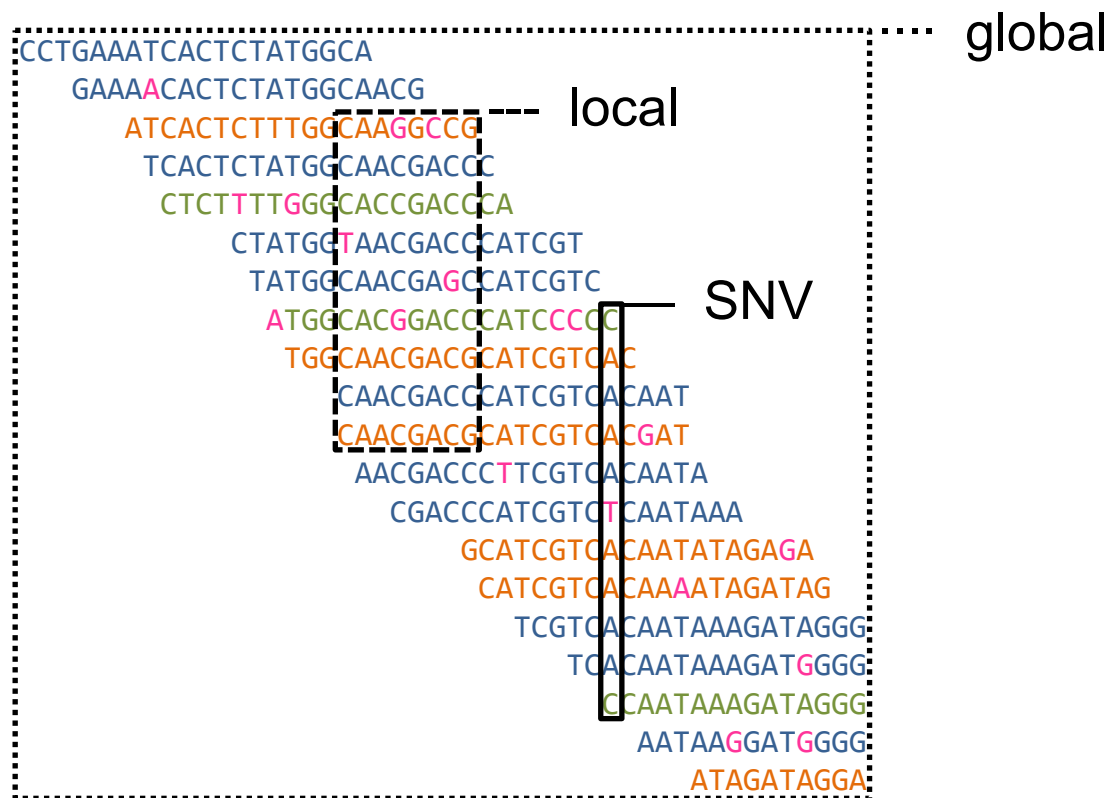 global
CCTGAAATCACTCTATGGCA
GAAAACACTCTATGGCAACG
local
ATCACTCTTTGGCAAGGCCG
TCACTCTATGGCAACGACCC
CTCTTTTGGGCACCGACCCA
CTATGGTAACGACCCATCGT
TATGGCAACGAGCCATCGTC
SNV
ATGGCACGGACCCATCCCCC
TGGCAACGACGCATCGTCAC
CAACGACCCATCGTCACAAT
CAACGACGCATCGTCACGAT
AACGACCCTTCGTCACAATA
CGACCCATCGTCTCAATAAA
GCATCGTCACAATATAGAGA
CATCGTCACAAAATAGATAG
TCGTCACAATAAAGATAGGG
TCACAATAAAGATGGGG
CCAATAAAGATAGGG
AATAAGGATGGGG
ATAGATAGGA